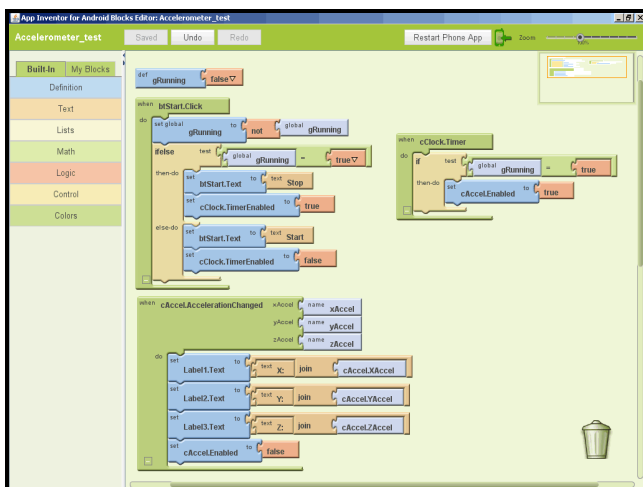 App Inventor for Android Blocks Editor: Accelerometer_test
Accelerometer_test Saved Undo Redo Restart Phone App Zoom
100%
Built-In My Blocks
Definition
Text
Lists
Math
Logic
Control
Colors
def gRunning false
when btStart.Click
do set global gRunning to not global gRunning
ifelse test global gRunning = true
then-do set btStart.Text to text Stop
set cClock.TimerEnabled to true
else-do set btStart.Text to text Start
set cClock.TimerEnabled to false
when cClock.Timer
do if test global gRunning = true
then-do set cAccel.Enabled to true
when cAccel.AccelerationChanged xAccel name xAccel
yAccel name yAccel
zAccel name zAccel
do set Label1.Text to text X: join cAccel.XAccel
set Label2.Text to text Y: join cAccel.YAccel
set Label3.Text to text Z: join cAccel.ZAccel
set cAccel.Enabled to false